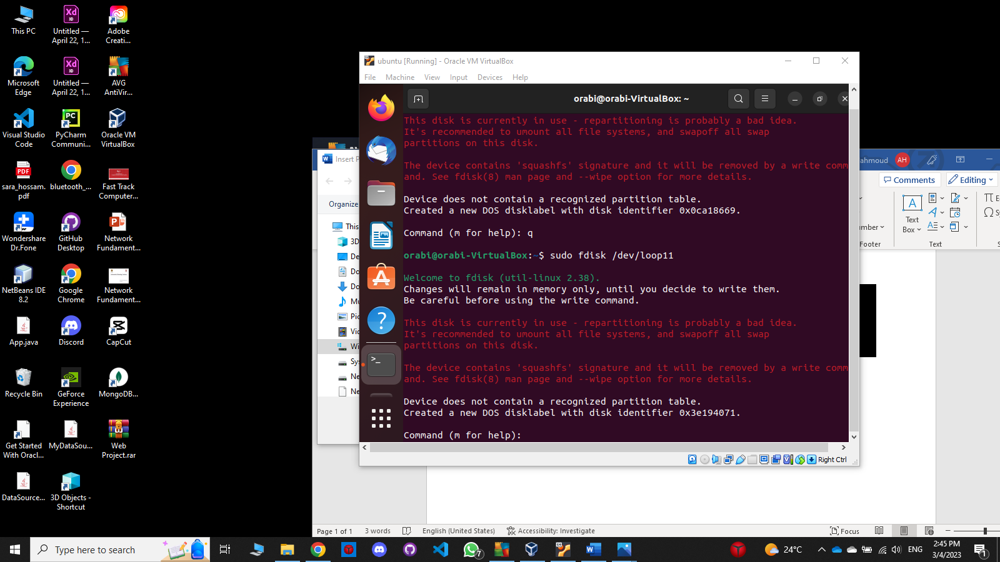 This PC
Untitled —
April 22, 1...
Adobe
Creati...
Microsoft
Edge
Untitled —
April 22, 1...
AVG
AntiVir...
Visual Studio
Code
PyCharm
Communi...
Oracle VM
VirtualBox
sara_hossam.
pdf
bluetooth_...
Fast Track
Computer...
Wondershare
Dr.Fone
GitHub
Desktop
Network
Fundament...
NetBeans IDE
8.2
Google
Chrome
Network
Fundament...
App.java
Discord
CapCut
Recycle Bin
GeForce
Experience
MongoDB...
Get Started
With Oracl...
MyDataSou...
Web
Project.rar
DataSource...
3D Objects -
Shortcut
ubuntu [Running] - Oracle VM VirtualBox
File Machine View Input Devices Help
orabi@orabi-VirtualBox: ~
This disk is currently in use - repartitioning is probably a bad idea.
It's recommended to umount all file systems, and swapoff all swap
partitions on this disk.
The device contains 'squashfs' signature and it will be removed by a write comm
and. See fdisk(8) man page and --wipe option for more details.
Device does not contain a recognized partition table.
Created a new DOS disklabel with disk identifier 0x0ca18669.
Command (m for help): q
orabi@orabi-VirtualBox:~$ sudo fdisk /dev/loop11
Welcome to fdisk (util-linux 2.38).
Changes will remain in memory only, until you decide to write them.
Be careful before using the write command.
This disk is currently in use - repartitioning is probably a bad idea.
It's recommended to umount all file systems, and swapoff all swap
partitions on this disk.
The device contains 'squashfs' signature and it will be removed by a write comm
and. See fdisk(8) man page and --wipe option for more details.
Device does not contain a recognized partition table.
Created a new DOS disklabel with disk identifier 0x3e194071.
Command (m for help):
Right Ctrl
Insert P
Organize
This
3D
De
Do
Do
Mu
Pic
Vid
Wi
Sys
Ne
Ne
ahmoud AH
Comments Editing
Text
Box
umber
Footer
Text
Page 1 of 1 3 words English (United States) Accessibility: Investigate Focus
Type here to search
7
24°C
ENG
2:45 PM
3/4/2023
1